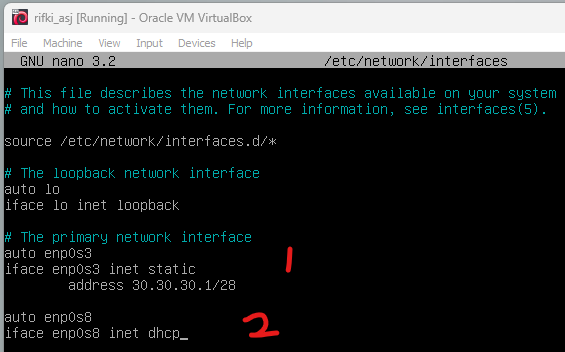 rifki_asj [Running] - Oracle VM VirtualBox
File Machine View Input Devices Help
GNU nano 3.2 /etc/network/interfaces
# This file describes the network interfaces available on your system
# and how to activate them. For more information, see interfaces(5).
source /etc/network/interfaces.d/*
# The loopback network interface
auto lo
iface lo inet loopback
# The primary network interface
auto enp0s3
1
iface enp0s3 inet static
address 30.30.30.1/28
auto enp0s8
2
iface enp0s8 inet dhcp_